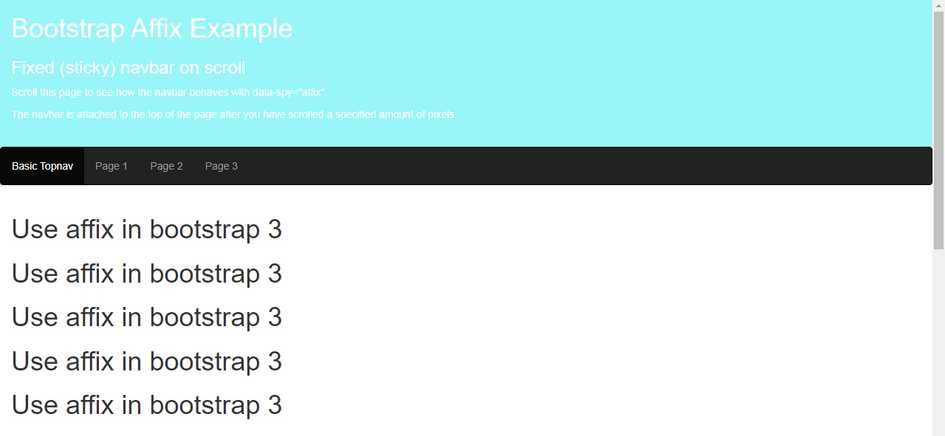 Bootstrap Affix Example
Fixed (sticky) navbar on scroll
Scroll this page to see how the navbar behaves with data-spy="affix".
The navbar is attached to the top of the page after you have scrolled a specified amount of pixels.
Basic Topnav Page 1 Page 2 Page 3
Use affix in bootstrap 3
Use affix in bootstrap 3
Use affix in bootstrap 3
Use affix in bootstrap 3
Use affix in bootstrap 3